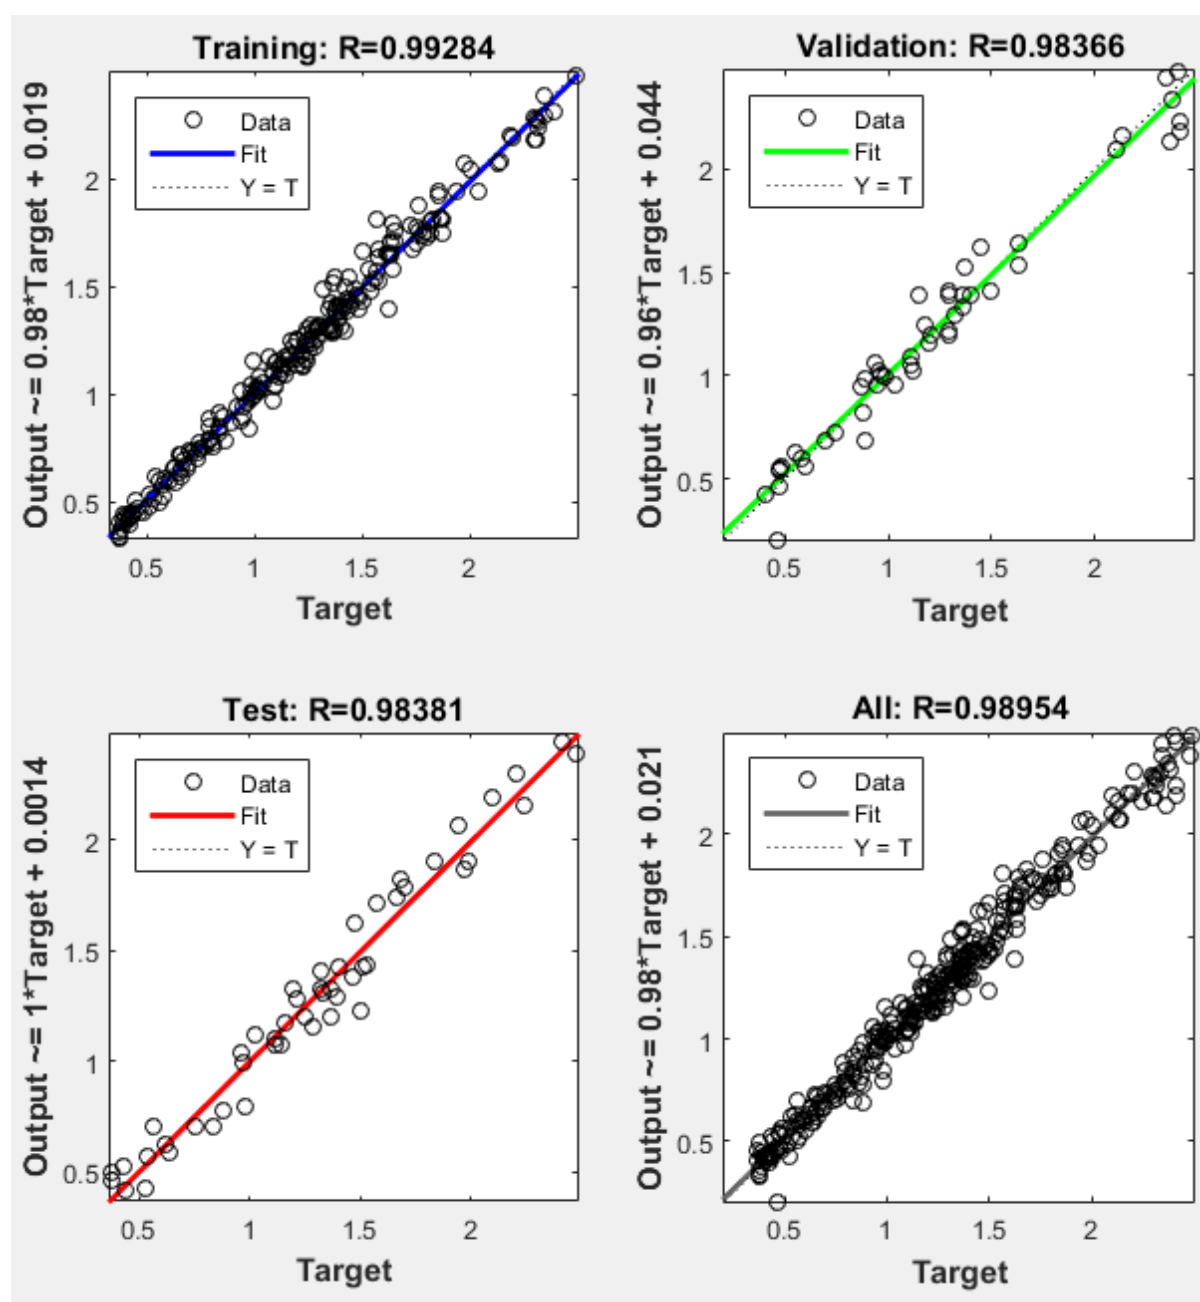 Training: R=0.99284
Output ~= 0.98*Target + 0.019
Data
Fit
Y = T
2
1.5
1
0.5
0.5 1 1.5 2
Target
Validation: R=0.98366
Output ~= 0.96*Target + 0.044
Data
Fit
Y = T
2
1.5
1
0.5
0.5 1 1.5 2
Target
Test: R=0.98381
Output ~= 1*Target + 0.0014
Data
Fit
Y = T
2
1.5
1
0.5
0.5 1 1.5 2
Target
All: R=0.98954
Output ~= 0.98*Target + 0.021
Data
Fit
Y = T
2
1.5
1
0.5
0.5 1 1.5 2
Target